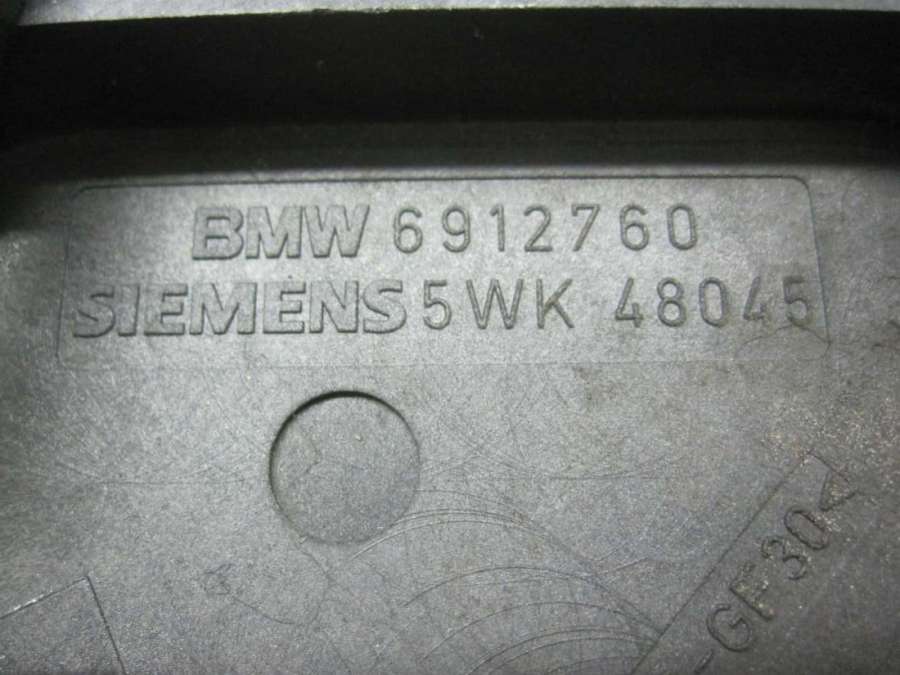 BMW 6912760
SIEMENS 5WK 48045
-GF30<